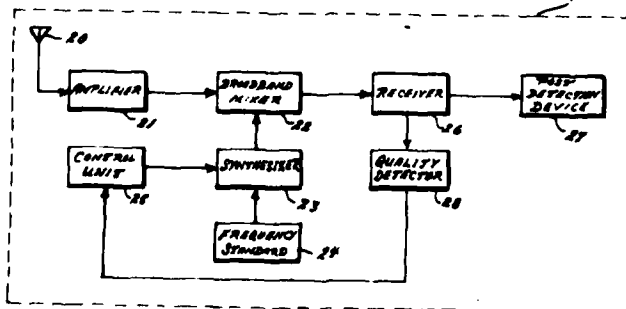 20
AMPLIFIER
21
BROADBAND
MIXER
22
RECEIVER
26
POST
DETECTION
DEVICE
27
CONTROL
UNIT
25
SYNTHESIZER
23
QUALITY
DETECTOR
28
FREQUENCY
STANDARD
24